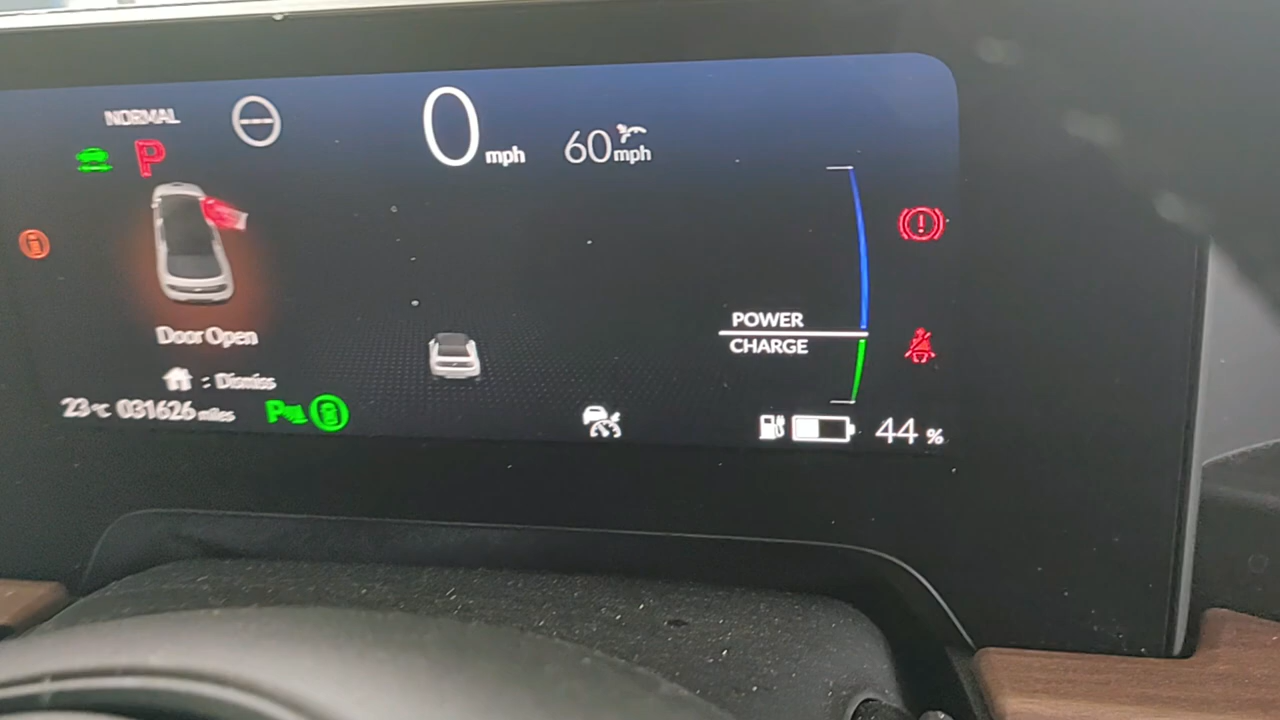 NORMAL
P
0 mph
60 mph
Door Open
: Dismiss
23°C 031626 miles
P
POWER
CHARGE
44 %